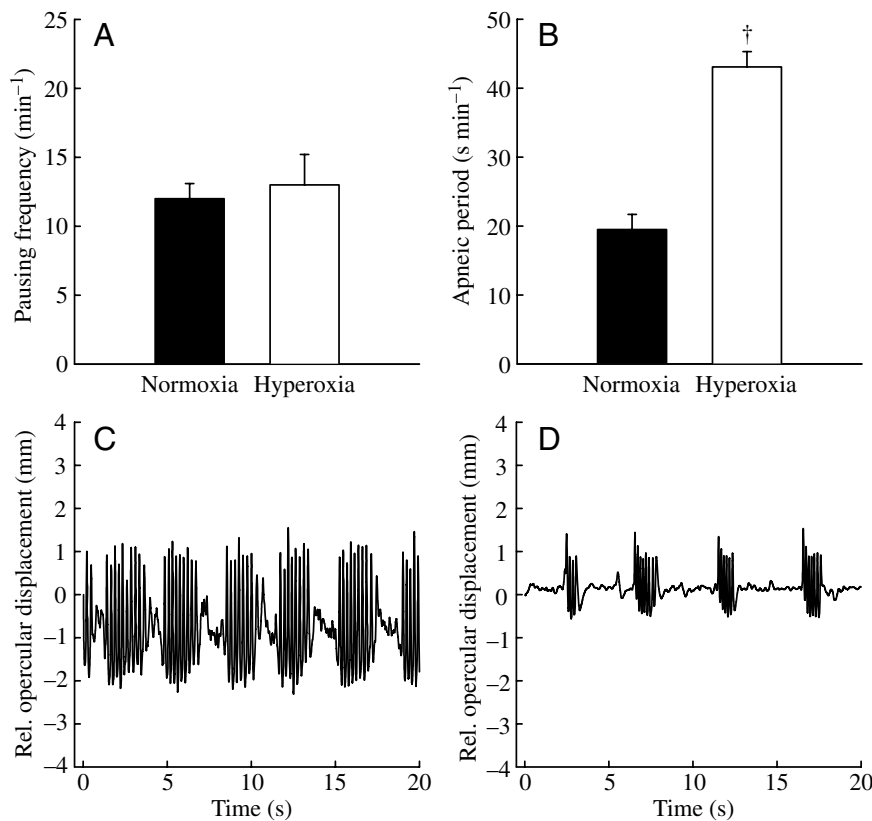 A
Pausing frequency (min⁻¹)
25
20
15
10
5
0
Normoxia Hyperoxia
B
†
Apneic period (s min⁻¹)
50
40
30
20
10
0
Normoxia Hyperoxia
C
Rel. opercular displacement (mm)
4
3
2
1
0
–1
–2
–3
–4
0 5 10 15 20
Time (s)
D
Rel. opercular displacement (mm)
4
3
2
1
0
–1
–2
–3
–4
0 5 10 15 20
Time (s)